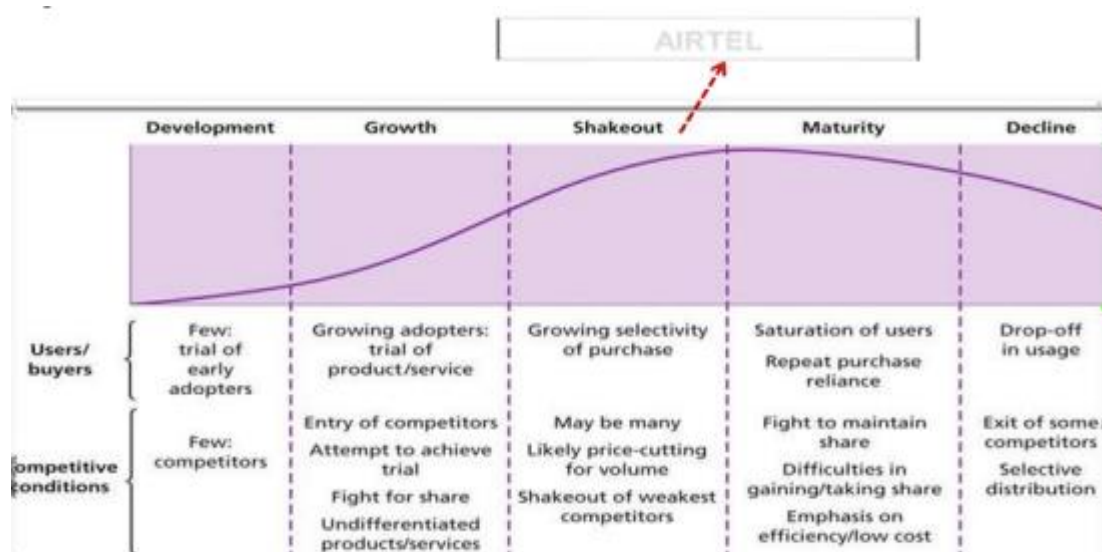 AIRTEL
Development Growth Shakeout Maturity Decline
Users/
buyers
Few:
trial of
early
adopters
Growing adopters:
trial of
product/service
Growing selectivity
of purchase
Saturation of users
Repeat purchase
reliance
Drop-off
in usage
ompetitive
onditions
Few:
competitors
Entry of competitors
Attempt to achieve
trial
Fight for share
Undifferentiated
products/services
May be many
Likely price-cutting
for volume
Shakeout of weakest
competitors
Fight to maintain
share
Difficulties in
gaining/taking share
Emphasis on
efficiency/low cost
Exit of some
competitors
Selective
distribution